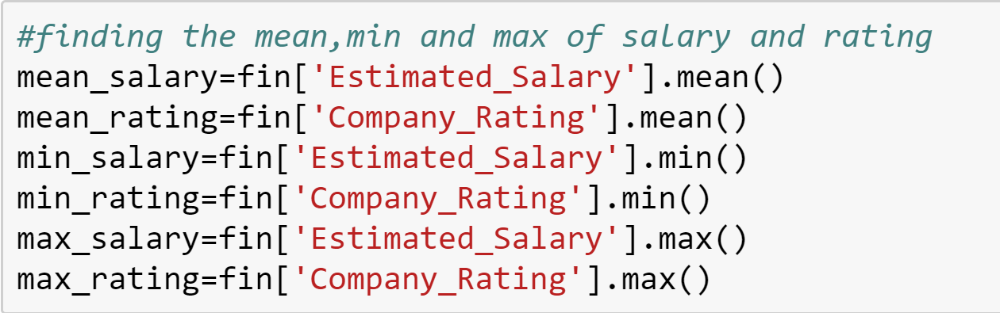 #finding the mean,min and max of salary and rating
mean_salary=fin['Estimated_Salary'].mean()
mean_rating=fin['Company_Rating'].mean()
min_salary=fin['Estimated_Salary'].min()
min_rating=fin['Company_Rating'].min()
max_salary=fin['Estimated_Salary'].max()
max_rating=fin['Company_Rating'].max()